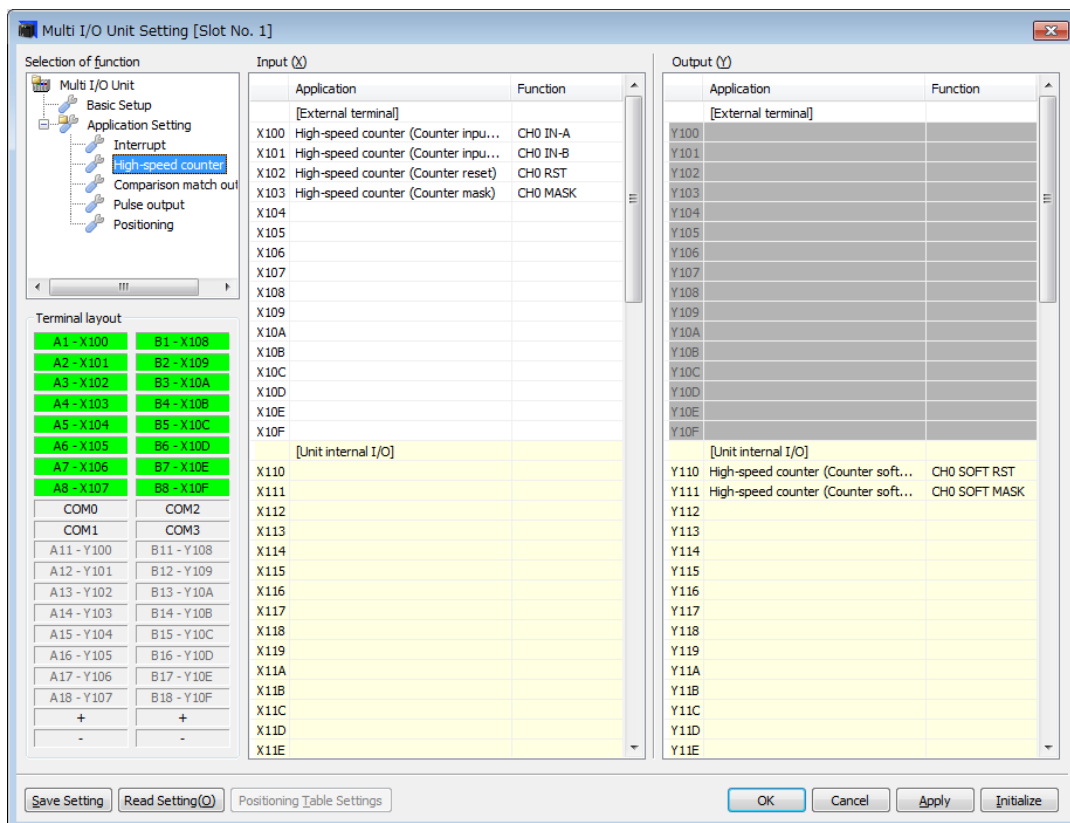 Multi I/O Unit Setting [Slot No. 1]
Selection of function
Multi I/O Unit
Basic Setup
Application Setting
Interrupt
High-speed counter
Comparison match out
Pulse output
Positioning
Terminal layout
A1 - X100 B1 - X108
A2 - X101 B2 - X109
A3 - X102 B3 - X10A
A4 - X103 B4 - X10B
A5 - X104 B5 - X10C
A6 - X105 B6 - X10D
A7 - X106 B7 - X10E
A8 - X107 B8 - X10F
COM0 COM2
COM1 COM3
A11 - Y100 B11 - Y108
A12 - Y101 B12 - Y109
A13 - Y102 B13 - Y10A
A14 - Y103 B14 - Y10B
A15 - Y104 B15 - Y10C
A16 - Y105 B16 - Y10D
A17 - Y106 B17 - Y10E
A18 - Y107 B18 - Y10F
+ +
- -
Input (X)
Application Function
[External terminal]
X100 High-speed counter (Counter inpu... CH0 IN-A
X101 High-speed counter (Counter inpu... CH0 IN-B
X102 High-speed counter (Counter reset) CH0 RST
X103 High-speed counter (Counter mask) CH0 MASK
X104
X105
X106
X107
X108
X109
X10A
X10B
X10C
X10D
X10E
X10F
[Unit internal I/O]
X110
X111
X112
X113
X114
X115
X116
X117
X118
X119
X11A
X11B
X11C
X11D
X11E
Output (Y)
Application Function
[External terminal]
Y100
Y101
Y102
Y103
Y104
Y105
Y106
Y107
Y108
Y109
Y10A
Y10B
Y10C
Y10D
Y10E
Y10F
[Unit internal I/O]
Y110 High-speed counter (Counter soft... CH0 SOFT RST
Y111 High-speed counter (Counter soft... CH0 SOFT MASK
Y112
Y113
Y114
Y115
Y116
Y117
Y118
Y119
Y11A
Y11B
Y11C
Y11D
Y11E
Save Setting Read Setting(O) Positioning Table Settings OK Cancel Apply Initialize